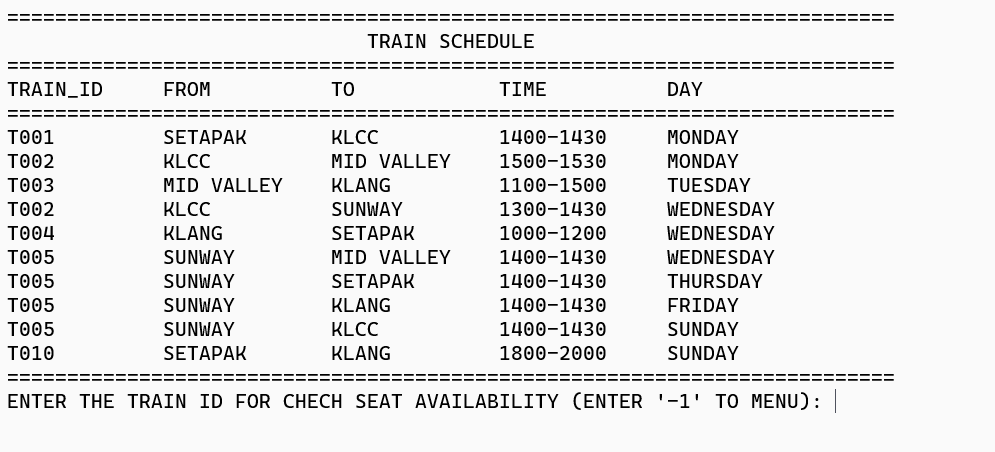 ==========================================================================
TRAIN SCHEDULE
==========================================================================
TRAIN_ID     FROM          TO            TIME          DAY
==========================================================================
T001         SETAPAK       KLCC          1400-1430     MONDAY
T002         KLCC          MID VALLEY    1500-1530     MONDAY
T003         MID VALLEY    KLANG         1100-1500     TUESDAY
T002         KLCC          SUNWAY        1300-1430     WEDNESDAY
T004         KLANG         SETAPAK       1000-1200     WEDNESDAY
T005         SUNWAY        MID VALLEY    1400-1430     WEDNESDAY
T005         SUNWAY        SETAPAK       1400-1430     THURSDAY
T005         SUNWAY        KLANG         1400-1430     FRIDAY
T005         SUNWAY        KLCC          1400-1430     SUNDAY
T010         SETAPAK       KLANG         1800-2000     SUNDAY
==========================================================================
ENTER THE TRAIN ID FOR CHECH SEAT AVAILABILITY (ENTER '-1' TO MENU):